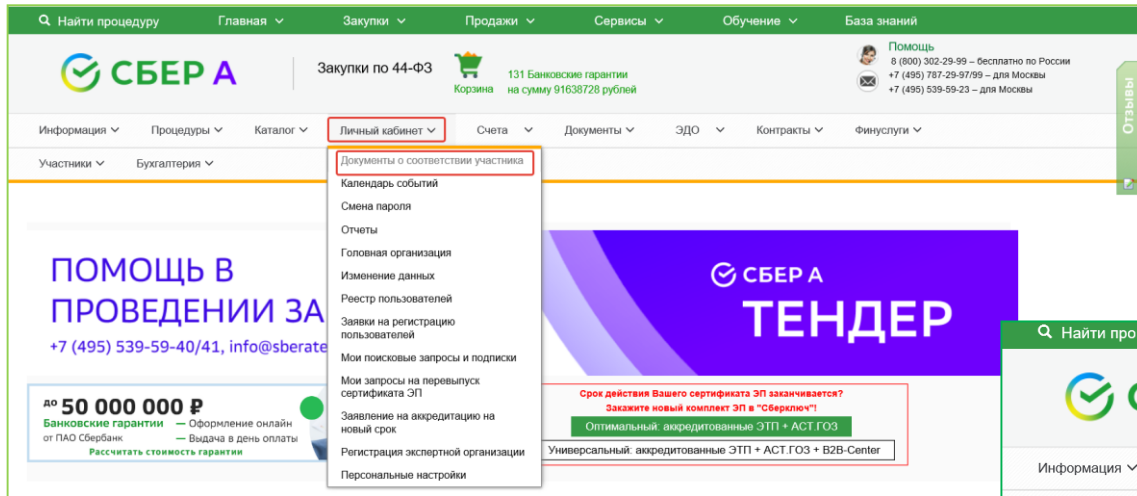 Найти процедуру Главная Закупки Продажи Сервисы Обучение База знаний
СБЕР А
Закупки по 44-ФЗ
Корзина
131 Банковские гарантии
на сумму 91638728 рублей
Помощь
8 (800) 302-29-99 – бесплатно по России
+7 (495) 787-29-97/99 – для Москвы
+7 (495) 539-59-23 – для Москвы
Отзывы
Информация Процедуры Каталог Личный кабинет Счета Документы ЭДО Контракты Финуслуги
Участники Бухгалтерия
Документы о соответствии участника
Календарь событий
Смена пароля
Отчеты
Головная организация
Изменение данных
Реестр пользователей
Заявки на регистрацию
пользователей
Мои поисковые запросы и подписки
Мои запросы на перевыпуск
сертификата ЭП
Заявление на аккредитацию на
новый срок
Регистрация экспертной организации
Персональные настройки
ПОМОЩЬ В
ПРОВЕДЕНИИ ЗА
+7 (495) 539-59-40/41, info@sberate
СБЕР А
ТЕНДЕР
до 50 000 000 ₽
Банковские гарантии — Оформление онлайн
от ПАО Сбербанк — Выдача в день оплаты
Рассчитать стоимость гарантии
Срок действия Вашего сертификата ЭП заканчивается?
Закажите новый комплект ЭП в "Сберключ"!
Оптимальный: аккредитованные ЭТП + АСТ.ГОЗ
Универсальный: аккредитованные ЭТП + АСТ.ГОЗ + B2B-Center
Найти про
Информация